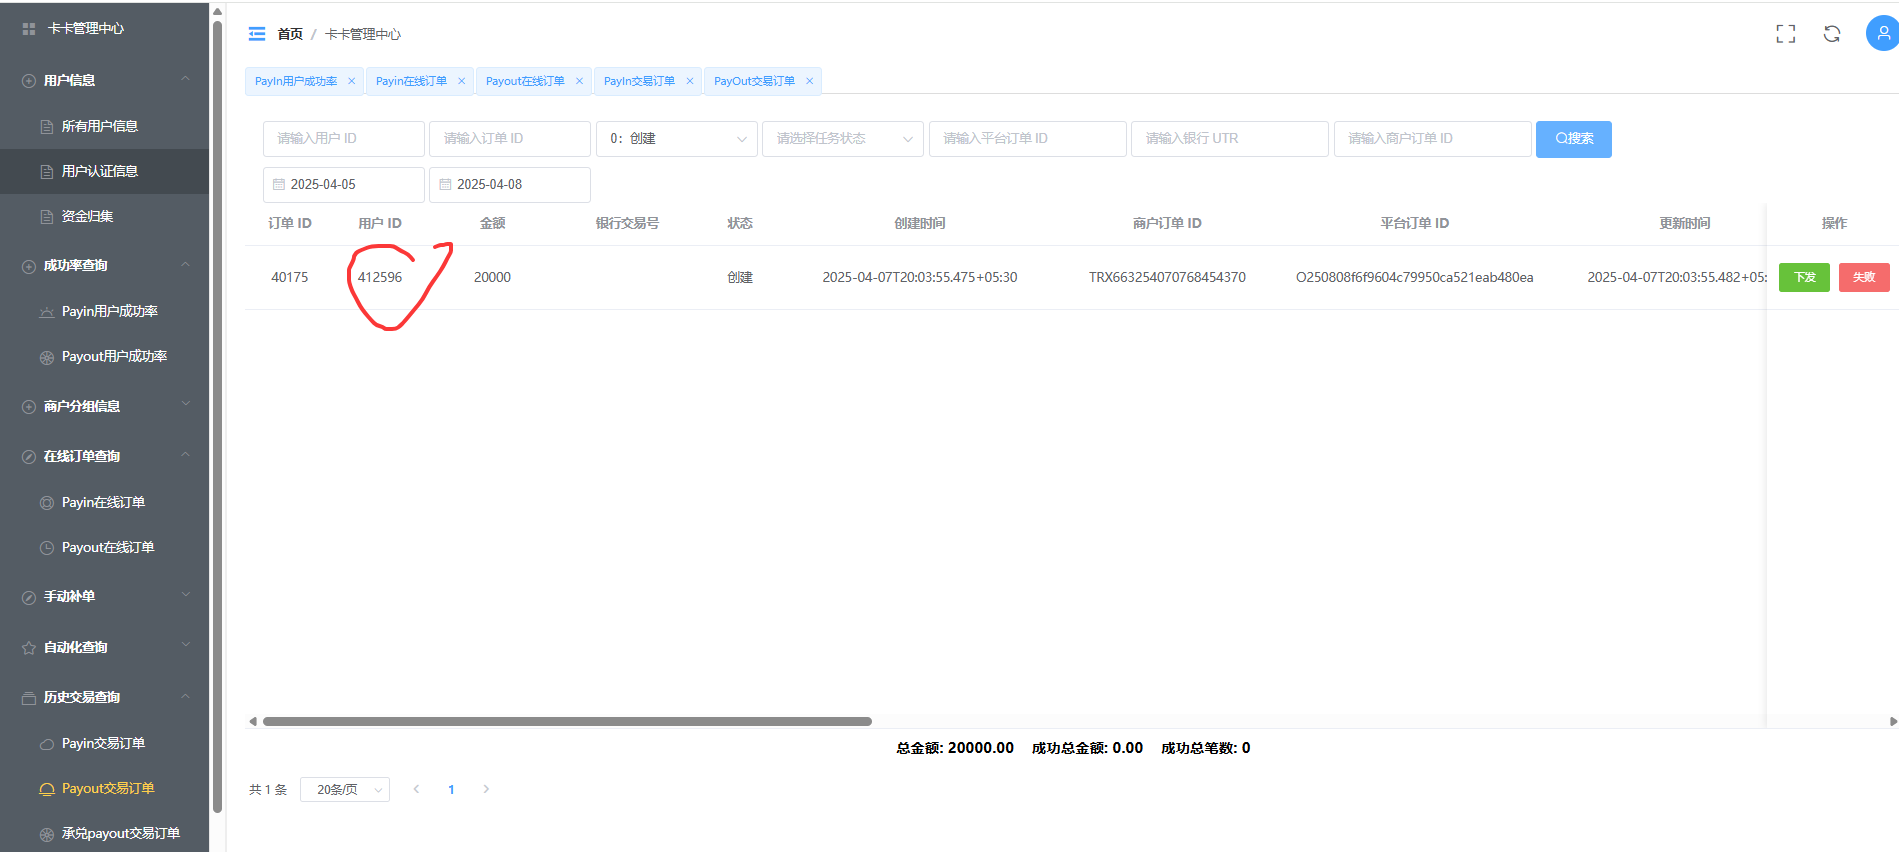 卡卡管理中心
用户信息
所有用户信息
用户认证信息
资金归集
成功率查询
Payin用户成功率
Payout用户成功率
商户分组信息
在线订单查询
Payin在线订单
Payout在线订单
手动补单
自动化查询
历史交易查询
Payin交易订单
Payout交易订单
承兑payout交易订单
首页 / 卡卡管理中心
PayIn用户成功率 × Payin在线订单 × Payout在线订单 × PayIn交易订单 × PayOut交易订单 ×
请输入用户 ID 请输入订单 ID 0：创建 请选择任务状态 请输入平台订单 ID 请输入银行 UTR 请输入商户订单 ID 搜索
2025-04-05 2025-04-08
订单 ID 用户 ID 金额 银行交易号 状态 创建时间 商户订单 ID 平台订单 ID 更新时间 操作
40175 412596 20000 创建 2025-04-07T20:03:55.475+05:30 TRX663254070768454370 O250808f6f9604c79950ca521eab480ea 2025-04-07T20:03:55.482+05: 下发 失败
总金额: 20000.00 成功总金额: 0.00 成功总笔数: 0
共 1 条 20条/页 1